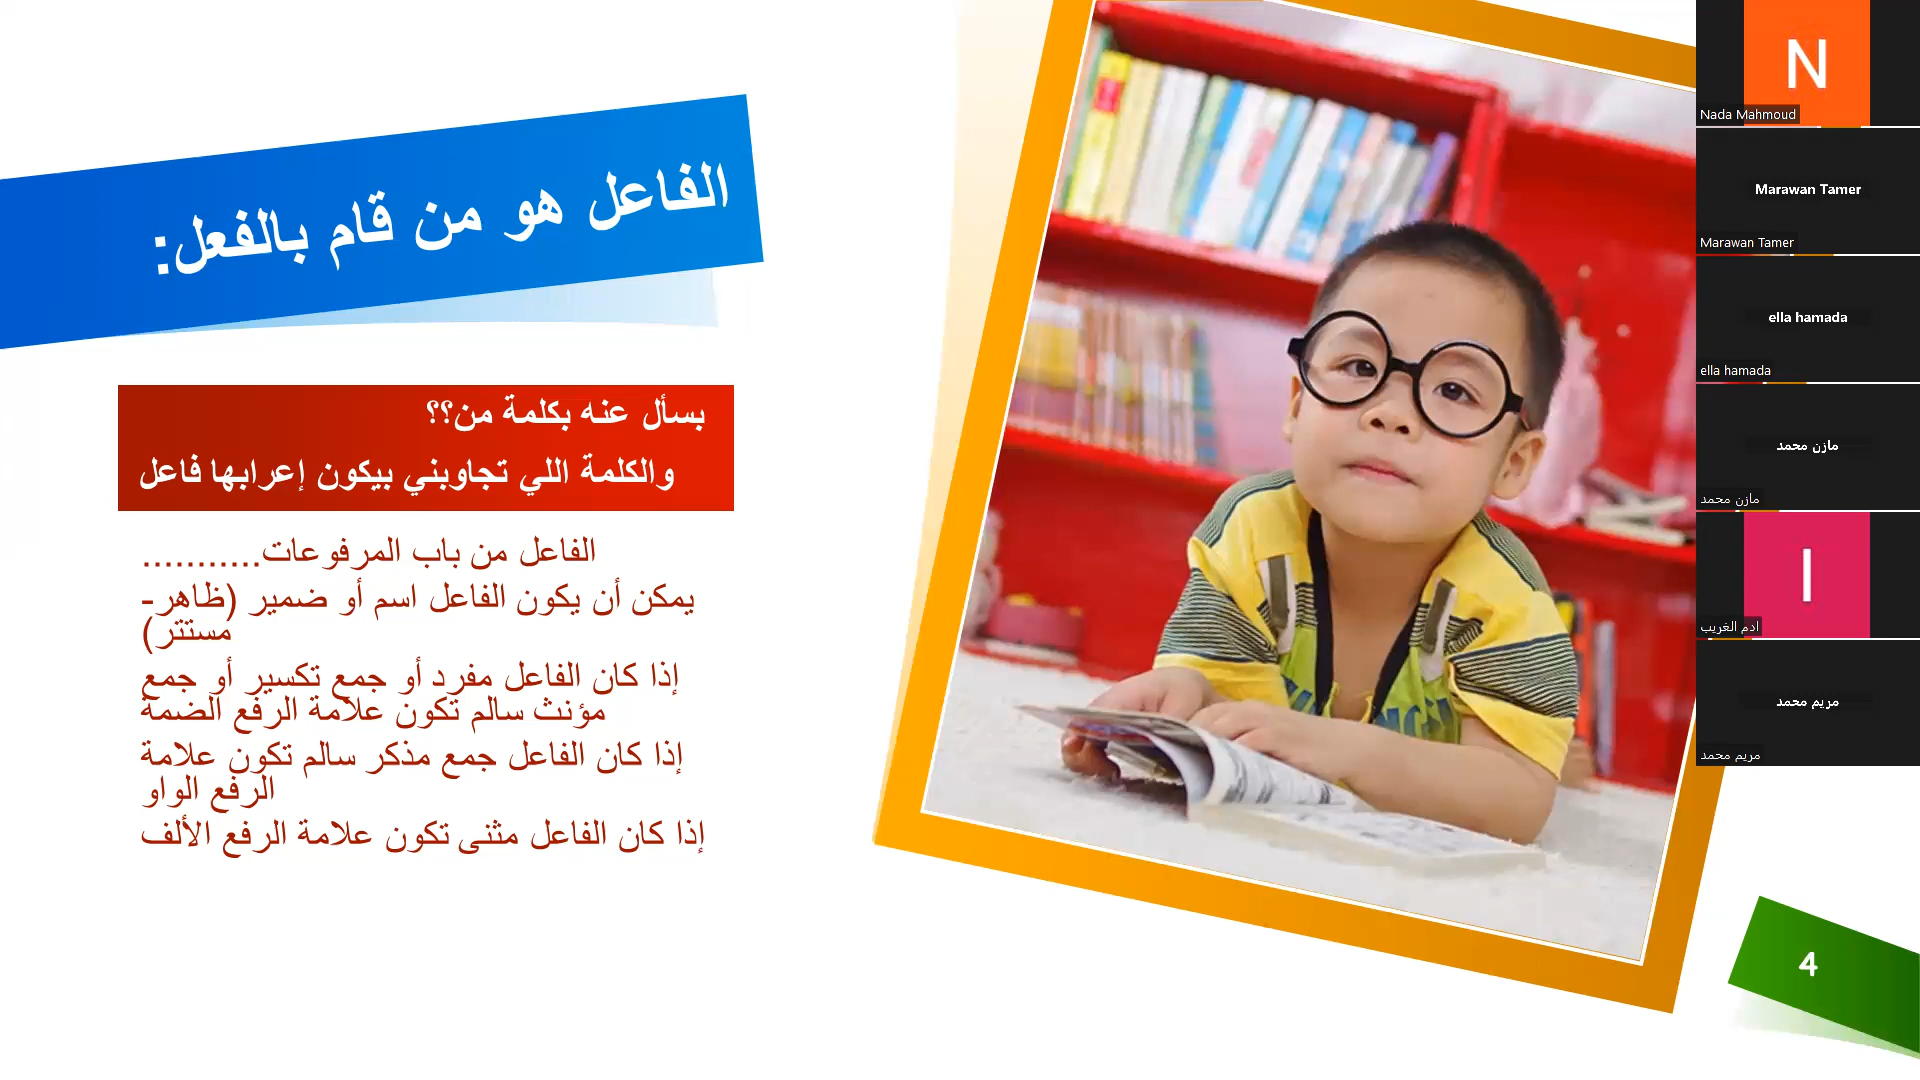 الفاعل هو من قام بالفعل:
بسأل عنه بكلمة من؟؟
والكلمة اللي تجاوبني بيكون إعرابها فاعل
الفاعل من باب المرفوعات...........
يمكن أن يكون الفاعل اسم أو ضمير (ظاهر-
مستتر)
إذا كان الفاعل مفرد أو جمع تكسير أو جمع
مؤنث سالم تكون علامة الرفع الضمة
إذا كان الفاعل جمع مذكر سالم تكون علامة
الرفع الواو
إذا كان الفاعل مثنى تكون علامة الرفع الألف
N
Nada Mahmoud
Marawan Tamer
Marawan Tamer
ella hamada
ella hamada
مازن محمد
مازن محمد
I
ادم الغريب
مريم محمد
مريم محمد
4